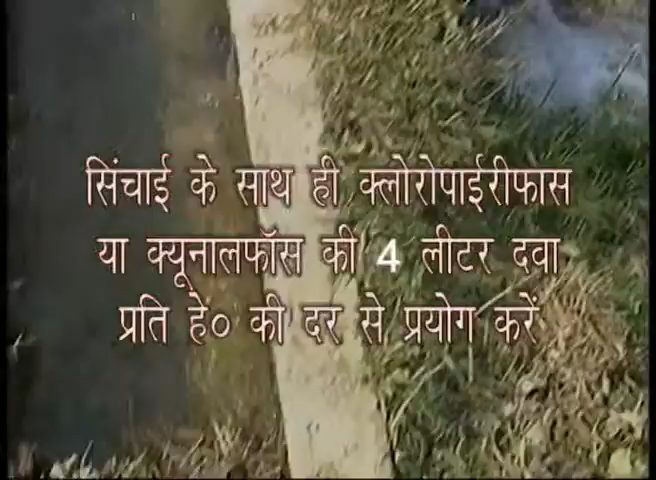 सिंचाई के साथ ही क्लोरोपाईरीफास
या क्यूनालफॉस की 4 लीटर दवा
प्रति हे० की दर से प्रयोग करें